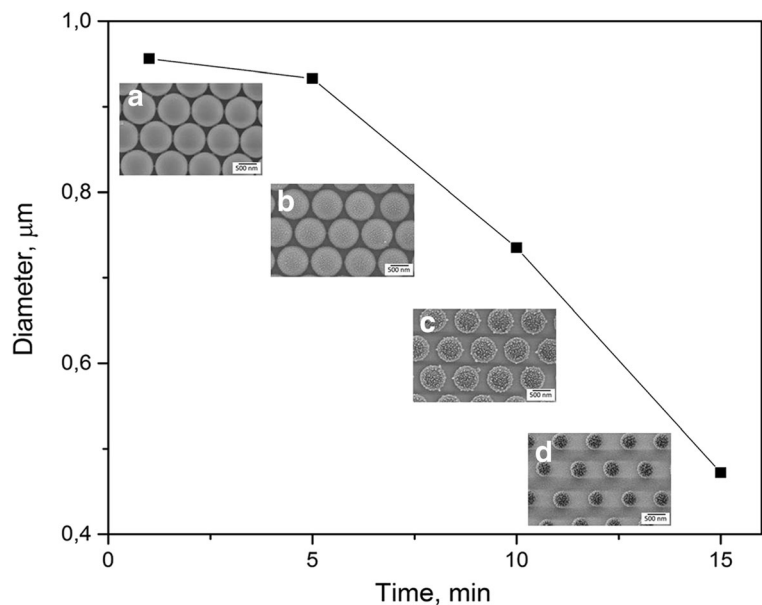 1,0
a
500 nm
0,8
b
500 nm
Diameter, μm
c
500 nm
0,6
d
500 nm
0,4
0
5
10
15
Time, min